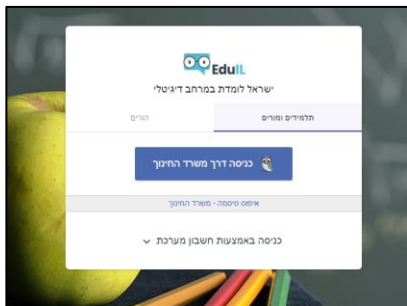 EduIL
ישראל לומדת במרחב דיגיטלי
תלמידים ומורים
הורים
כניסה דרך משרד החינוך
איפוס סיסמה - משרד החינוך
כניסה באמצעות חשבון מערכת